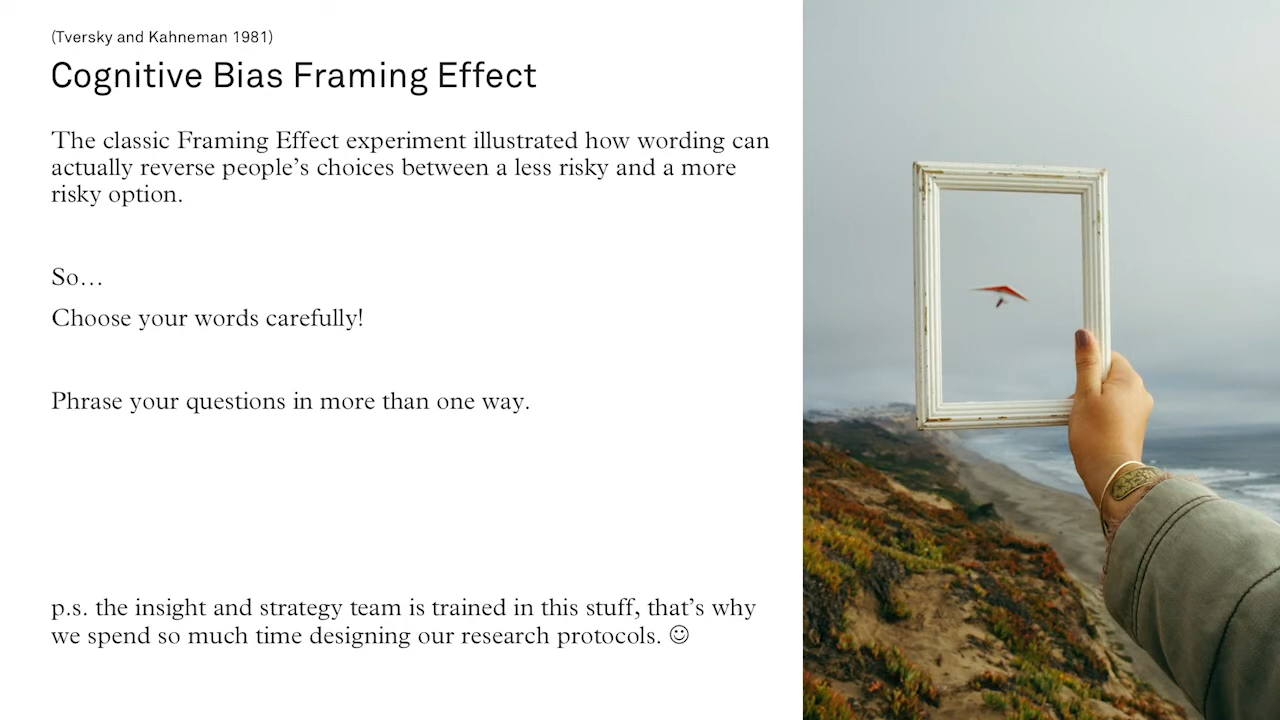 (Tversky and Kahneman 1981)
Cognitive Bias Framing Effect
The classic Framing Effect experiment illustrated how wording can
actually reverse people’s choices between a less risky and a more
risky option.
So…
Choose your words carefully!
Phrase your questions in more than one way.
p.s. the insight and strategy team is trained in this stuff, that’s why
we spend so much time designing our research protocols. ☺